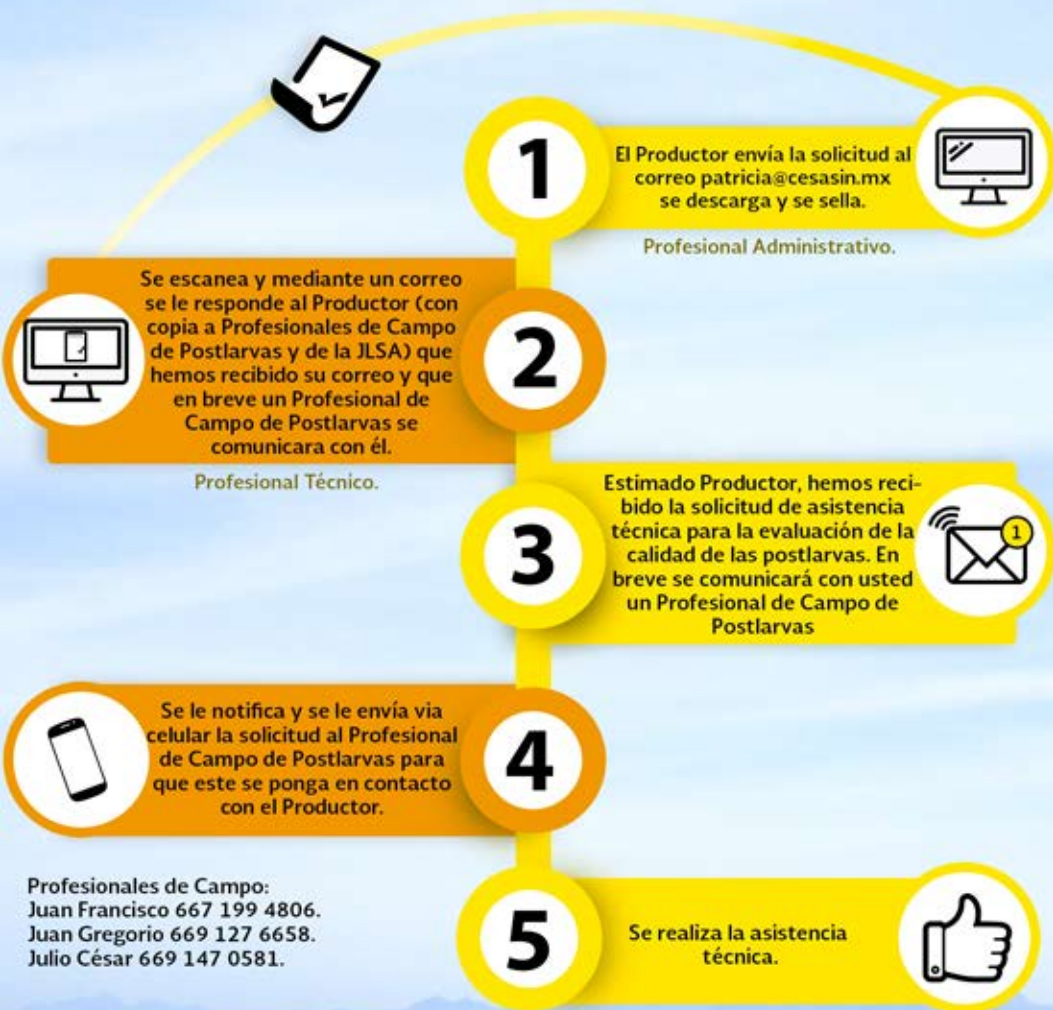 1
El Productor envía la solicitud al
correo patricia@cesasin.mx
se descarga y se sella.
Profesional Administrativo.
Se escanea y mediante un correo
se le responde al Productor (con
copia a Profesionales de Campo
de Postlarvas y de la JLSA) que
hemos recibido su correo y que
en breve un Profesional de
Campo de Postlarvas se
comunicara con él.
2
Profesional Técnico.
3
Estimado Productor, hemos reci-
bido la solicitud de asistencia
técnica para la evaluación de la
calidad de las postlarvas. En
breve se comunicará con usted
un Profesional de Campo de
Postlarvas
1
Se le notifica y se le envía via
celular la solicitud al Profesional
de Campo de Postlarvas para
que este se ponga en contacto
con el Productor.
4
Profesionales de Campo:
Juan Francisco 667 199 4806.
Juan Gregorio 669 127 6658.
Julio César 669 147 0581.
5
Se realiza la asistencia
técnica.